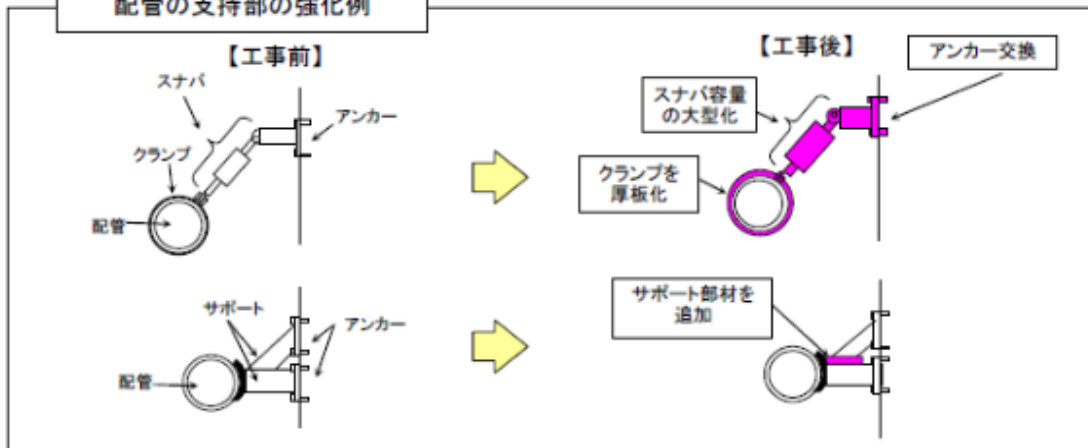 配管の支持部の強化例
【工事前】
スナバ
アンカー
クランプ
配管
【工事後】
アンカー交換
スナバ容量
の大型化
クランプを
厚板化
サポート
アンカー
配管
サポート部材を
追加